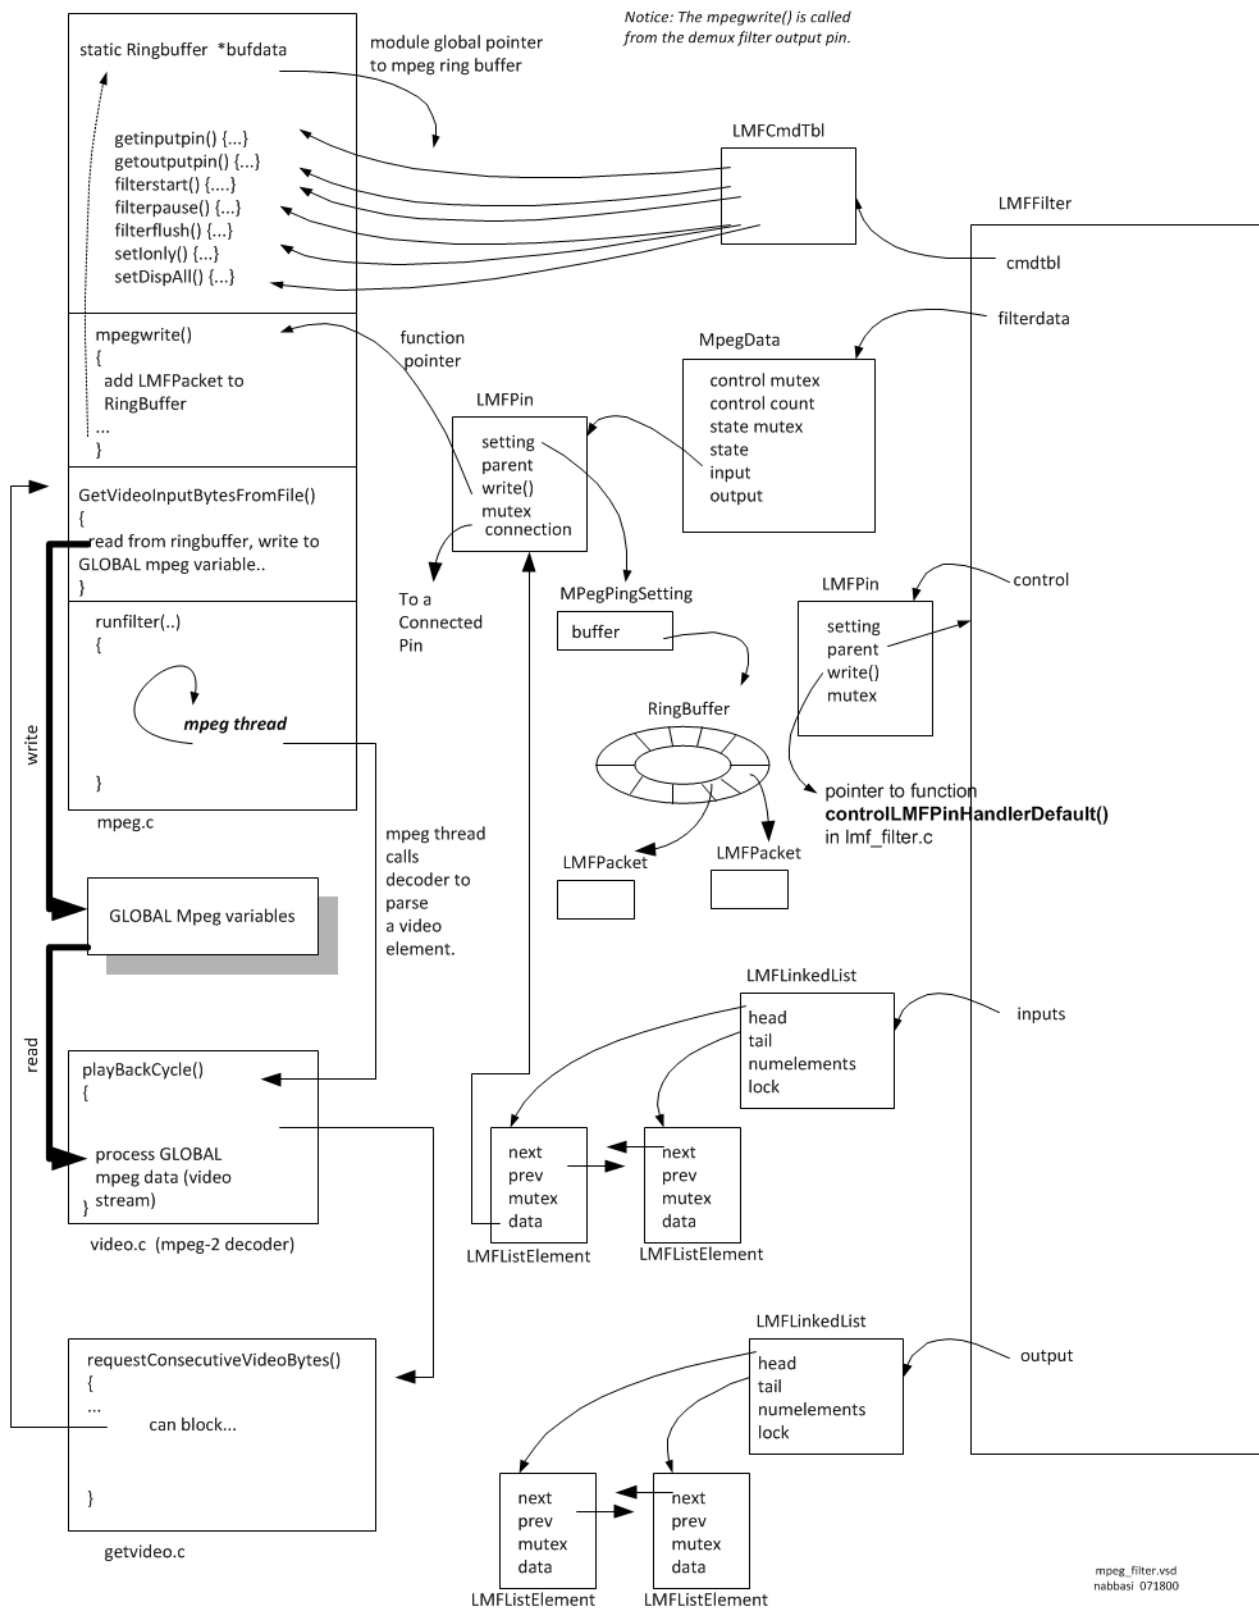 Notice: The mpegwrite() is called
from the demux filter output pin.
static Ringbuffer *bufdata
module global pointer
to mpeg ring buffer
getinputpin() {...}
getoutputpin() {...}
filterstart() {....}
filterpause() {...}
filterflush() {...}
setIonly() {...}
setDispAll() {...}
LMFCmdTbl
LMFFilter
cmdtbl
filterdata
mpegwrite()
{
add LMFPacket to
RingBuffer
...
}
function
pointer
MpegData
control mutex
control count
state mutex
state
input
output
LMFPin
setting
parent
write()
mutex
connection
GetVideoInputBytesFromFile()
{
read from ringbuffer, write to
GLOBAL mpeg variable..
}
To a
Connected
Pin
MPegPingSetting
buffer
LMFPin
setting
parent
write()
mutex
control
runfilter(..)
{
mpeg thread
}
mpeg.c
write
RingBuffer
pointer to function
controlLMFPinHandlerDefault()
in lmf_filter.c
LMFPacket
LMFPacket
mpeg thread
calls
decoder to
parse
a video
element.
GLOBAL Mpeg variables
read
LMFLinkedList
head
tail
numelements
lock
inputs
playBackCycle()
{
process GLOBAL
mpeg data (video
stream)
}
video.c (mpeg-2 decoder)
next
prev
mutex
data
LMFListElement
next
prev
mutex
data
LMFListElement
LMFLinkedList
head
tail
numelements
lock
output
requestConsecutiveVideoBytes()
{
...
can block...
}
getvideo.c
next
prev
mutex
data
LMFListElement
next
prev
mutex
data
LMFListElement
mpeg_filter.vsd
nabbasi 071800